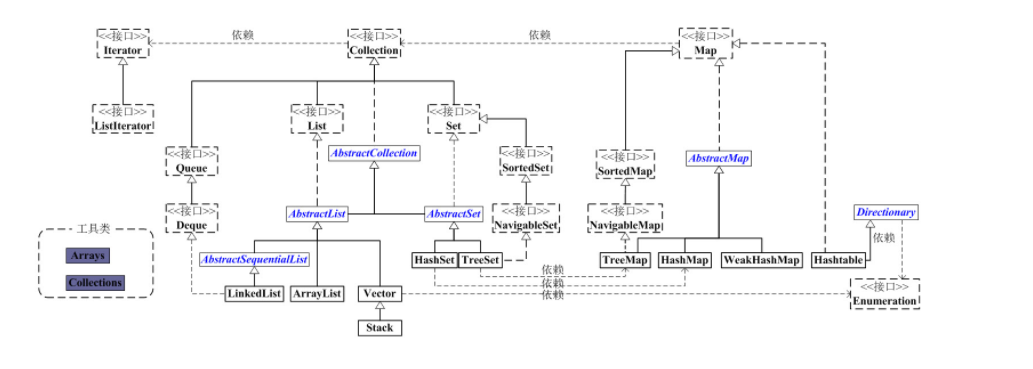 <<接口>>
Iterator
依赖
<<接口>>
Collection
依赖
<<接口>>
Map
<<接口>>
ListIterator
<<接口>>
List
<<接口>>
Set
<<接口>>
Queue
AbstractCollection
<<接口>>
SortedSet
<<接口>>
SortedMap
AbstractMap
<<接口>>
Deque
AbstractList
AbstractSet
<<接口>>
NavigableSet
<<接口>>
NavigableMap
Directionary
依赖
工具类
Arrays
Collections
AbstractSequentialList
HashSet
TreeSet
TreeMap
HashMap
WeakHashMap
Hashtable
依赖
依赖
依赖
LinkedList
ArrayList
Vector
<<接口>>
Enumeration
Stack